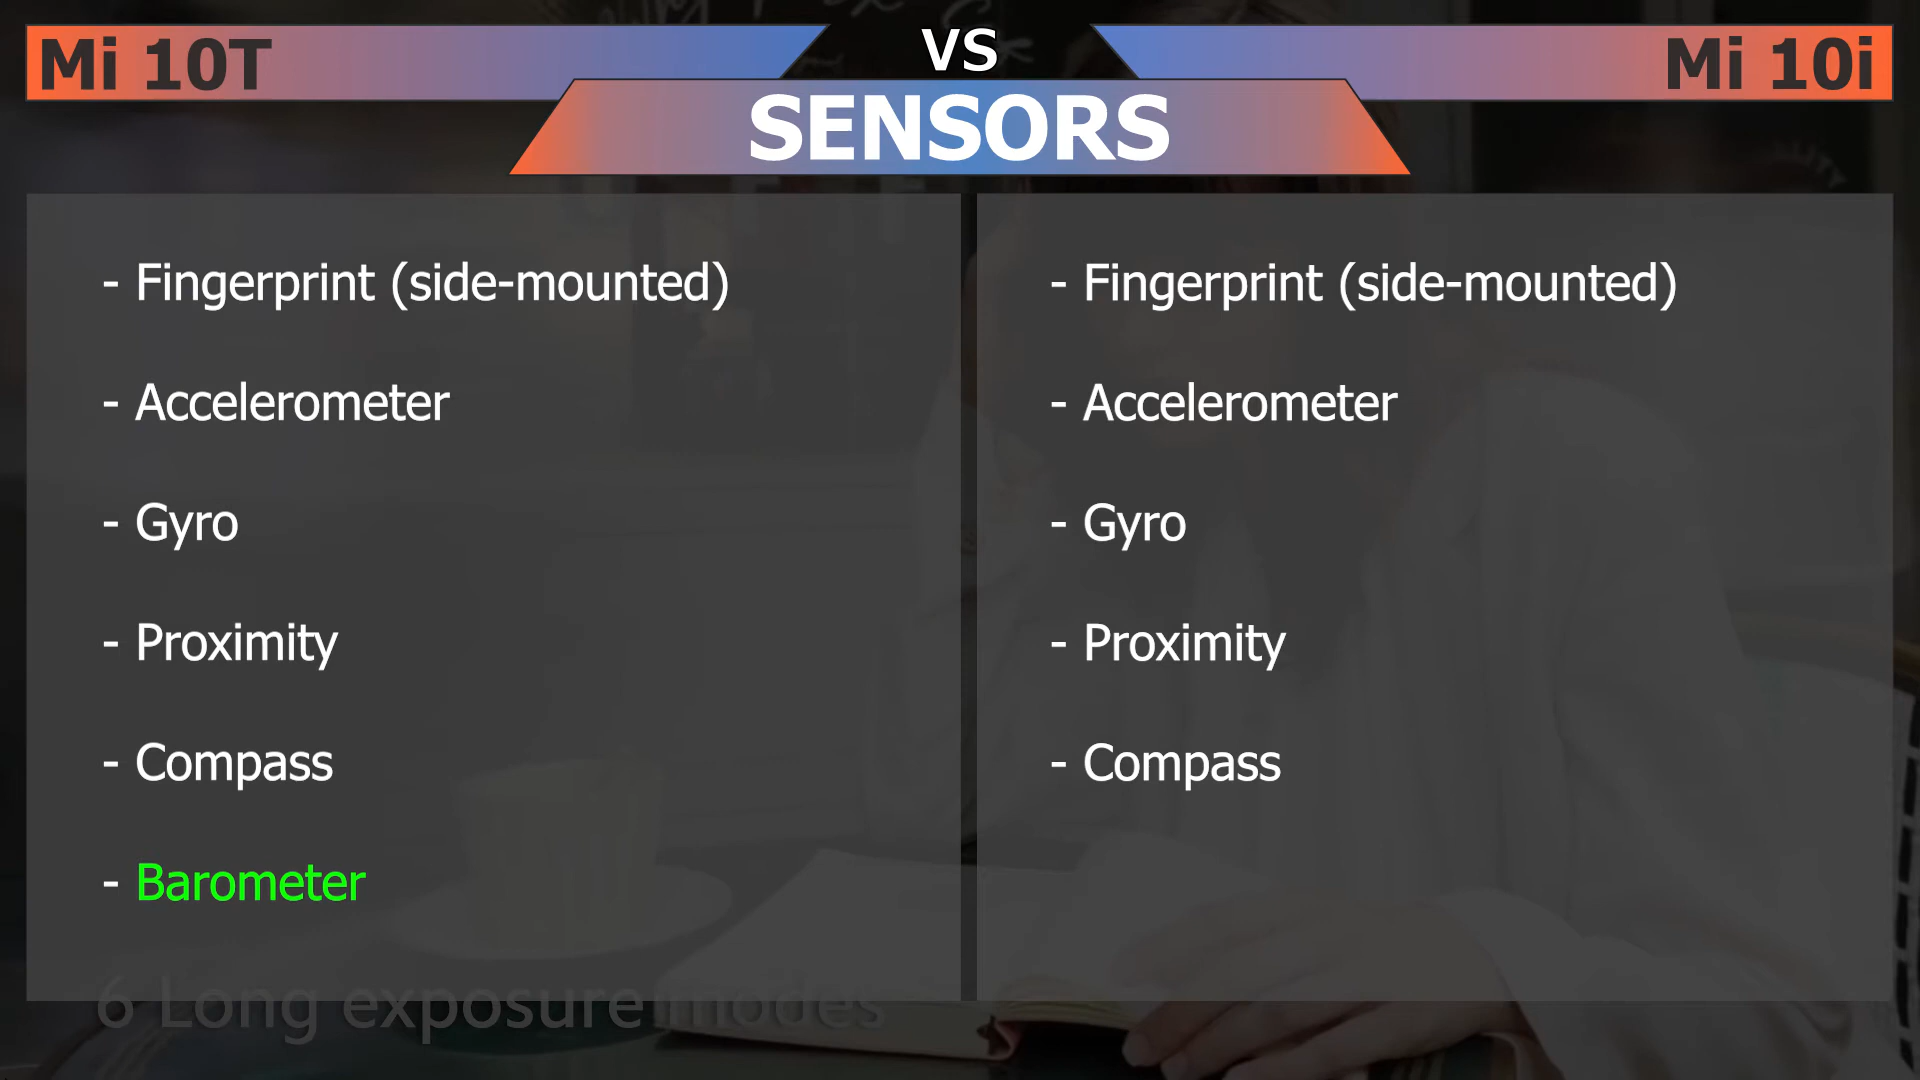 Mi 10T
VS
Mi 10i
SENSORS
- Fingerprint (side-mounted)
- Accelerometer
- Gyro
- Proximity
- Compass
- Barometer
- Fingerprint (side-mounted)
- Accelerometer
- Gyro
- Proximity
- Compass
6 Long exposure modes